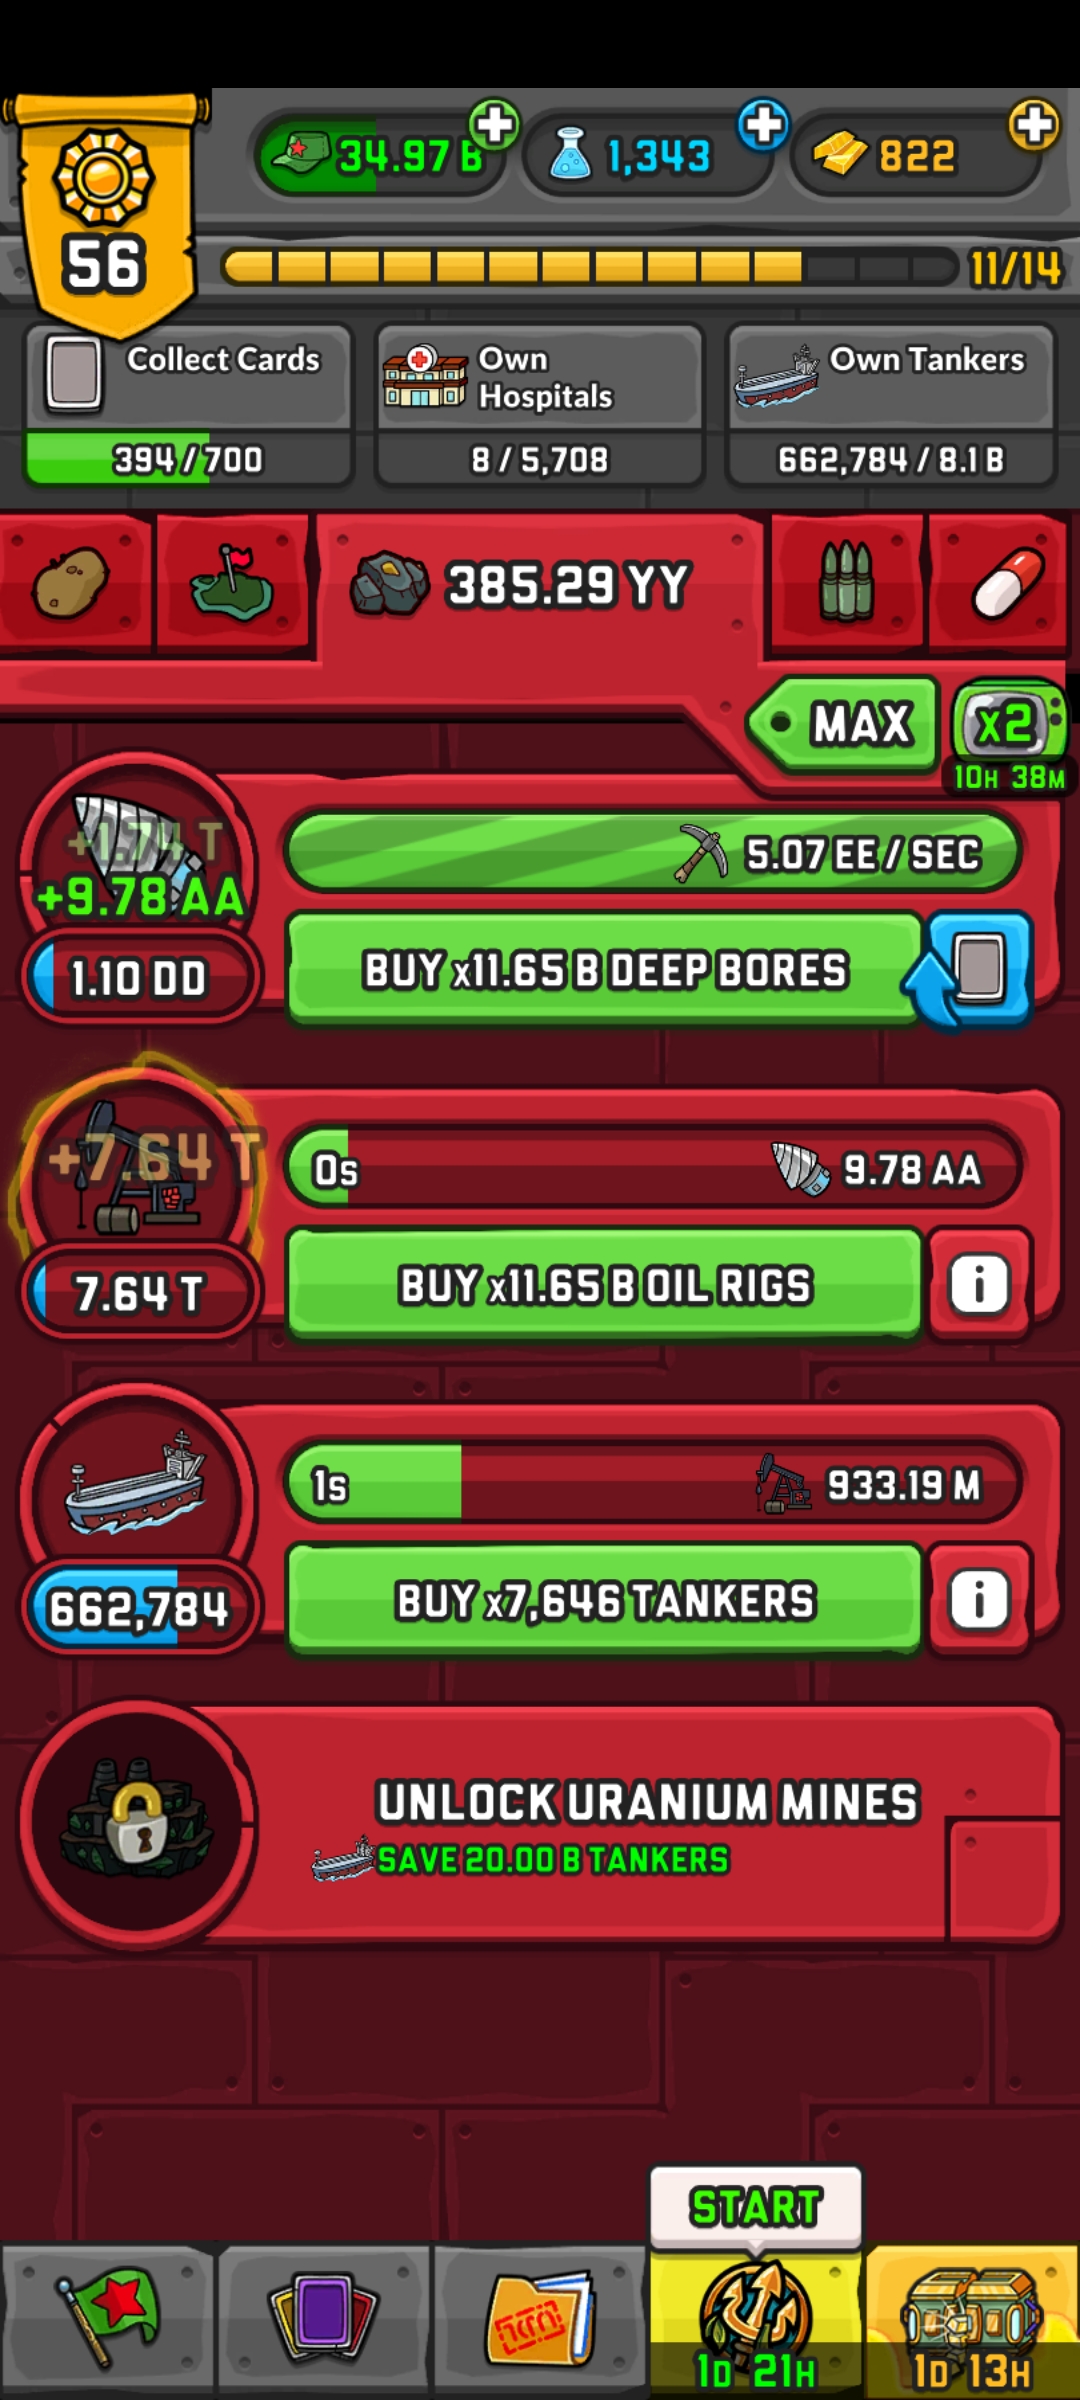 56
34.97 B
1,343
822
11/14
Collect Cards
394/700
Own
Hospitals
8/5,708
Own Tankers
662,784/8.1 B
385.29 YY
MAX
x2
10H 38M
+1.74 T
+9.78 AA
1.10 DD
5.07 EE / SEC
BUY x11.65 B DEEP BORES
+7.64 T
7.64 T
0s
9.78 AA
BUY x11.65 B OIL RIGS
i
662,784
1s
933.19 M
BUY x7,646 TANKERS
i
UNLOCK URANIUM MINES
SAVE 20.00 B TANKERS
START
1D 21H
1D 13H